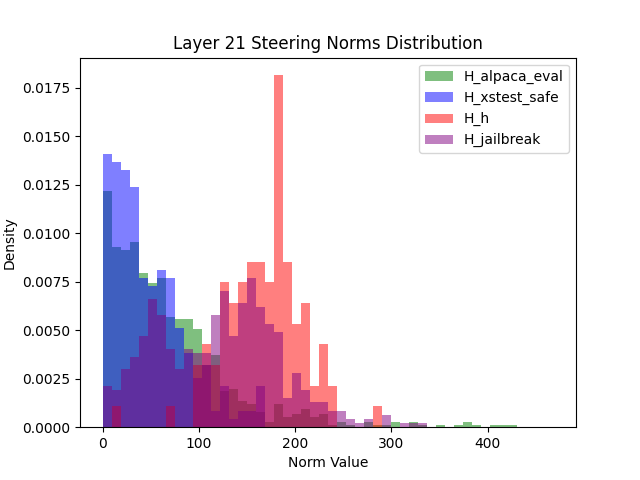 Layer 21 Steering Norms Distribution
H_alpaca_eval
H_xstest_safe
H_h
H_jailbreak
Density
0.0175
0.0150
0.0125
0.0100
0.0075
0.0050
0.0025
0.0000
0
100
200
300
400
Norm Value